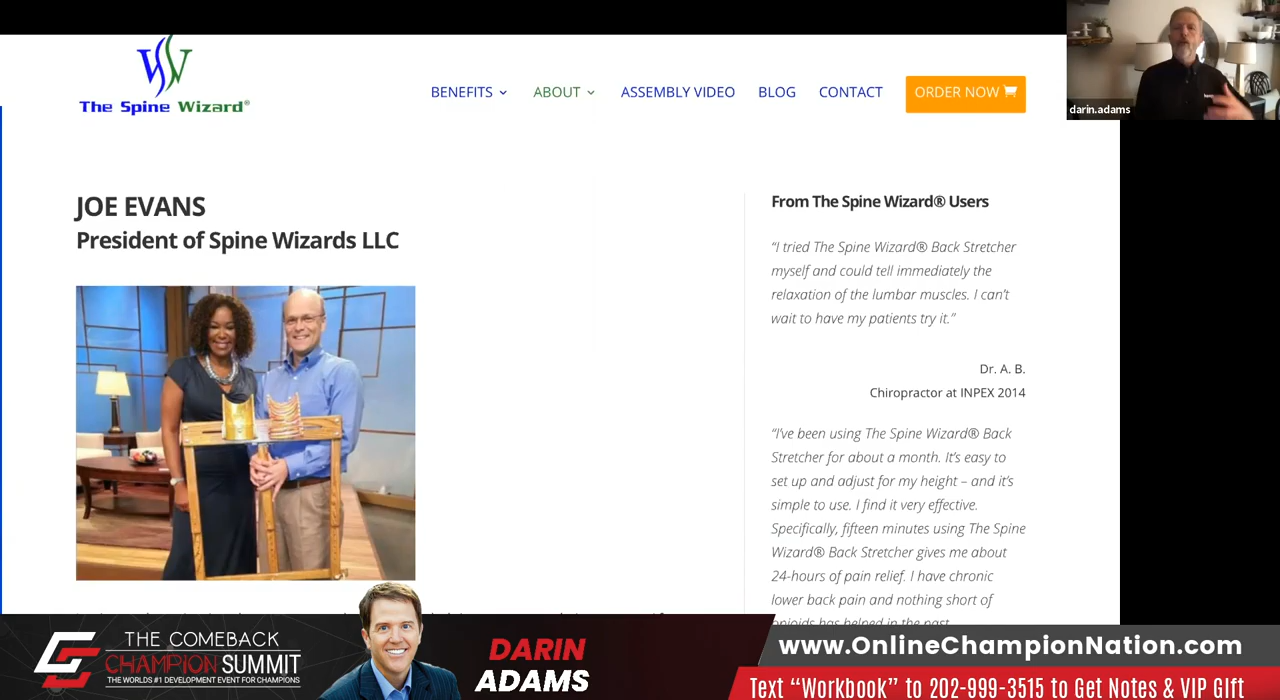 The Spine Wizard®
BENEFITS
ABOUT
ASSEMBLY VIDEO
BLOG
CONTACT
ORDER NOW
darin.adams
JOE EVANS
President of Spine Wizards LLC
From The Spine Wizard® Users
“I tried The Spine Wizard® Back Stretcher
myself and could tell immediately the
relaxation of the lumbar muscles. I can’t
wait to have my patients try it.”
Dr. A. B.
Chiropractor at INPEX 2014
“I’ve been using The Spine Wizard® Back
Stretcher for about a month. It’s easy to
set up and adjust for my height – and it’s
simple to use. I find it very effective.
Specifically, fifteen minutes using The Spine
Wizard® Back Stretcher gives me about
24-hours of pain relief. I have chronic
lower back pain and nothing short of
opioids has helped in the past
THE COMEBACK
CHAMPION SUMMIT
THE WORLDS #1 DEVELOPMENT EVENT FOR CHAMPIONS
DARIN
ADAMS
www.OnlineChampionNation.com
Text “Workbook” to 202-999-3515 to Get Notes & VIP GIft